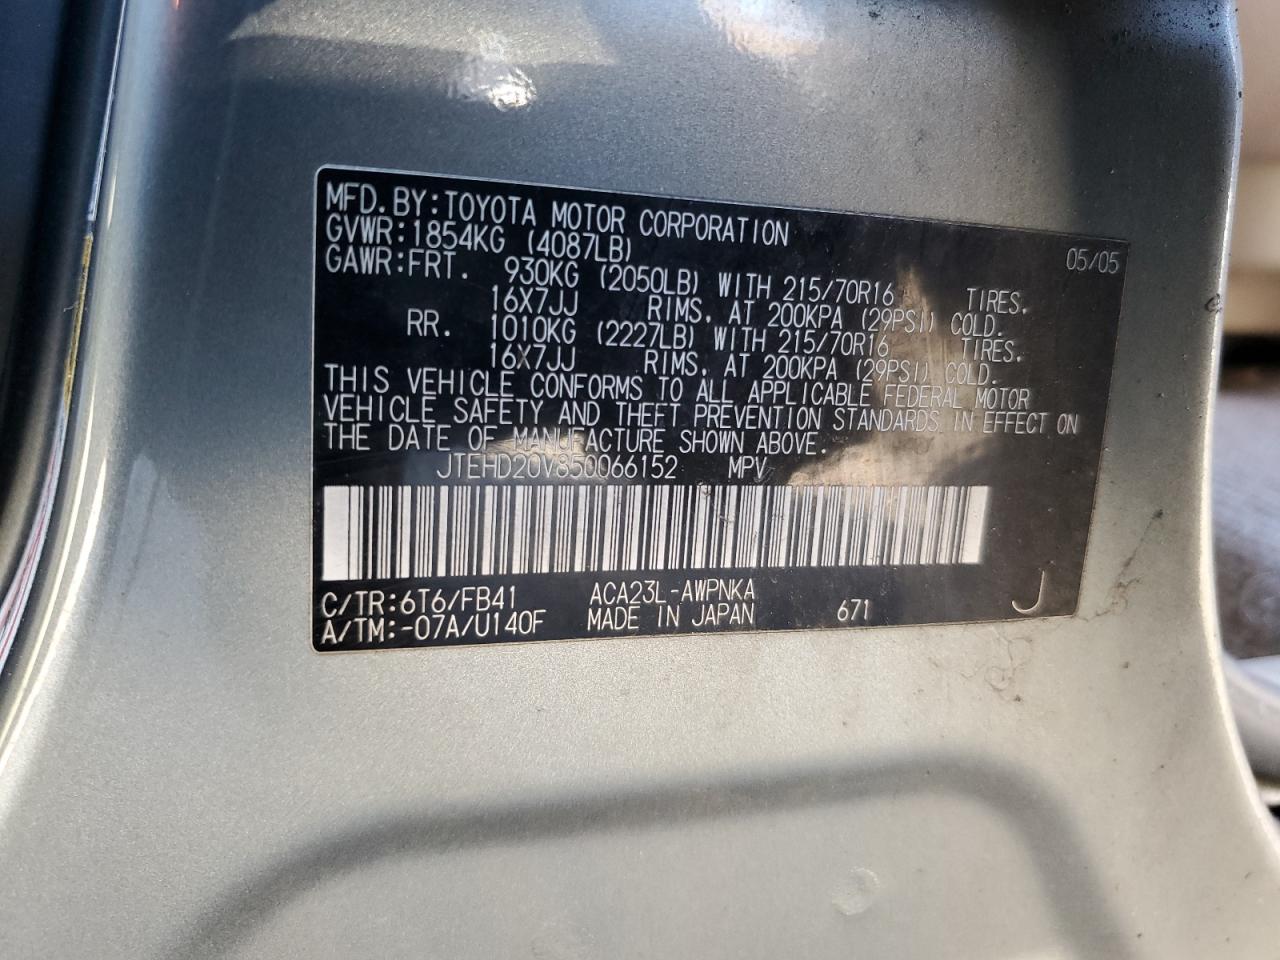 MFD.BY:TOYOTA MOTOR CORPORATION 05/05
GVWR:1854KG (4087LB)
GAWR:FRT. 930KG (2050LB) WITH 215/70R16 TIRES.
16X7JJ RIMS. AT 200KPA (29PSI) COLD.
RR. 1010KG (2227LB) WITH 215/70R16 TIRES.
16X7JJ RIMS. AT 200KPA (29PSI) COLD.
THIS VEHICLE CONFORMS TO ALL APPLICABLE FEDERAL MOTOR
VEHICLE SAFETY AND THEFT PREVENTION STANDARDS IN EFFECT ON
THE DATE OF MANUFACTURE SHOWN ABOVE.
JTEHD20V850066152 MPV
C/TR:6T6/FB41 ACA23L-AWPNKA
A/TM:-07A/U140F MADE IN JAPAN 671 J